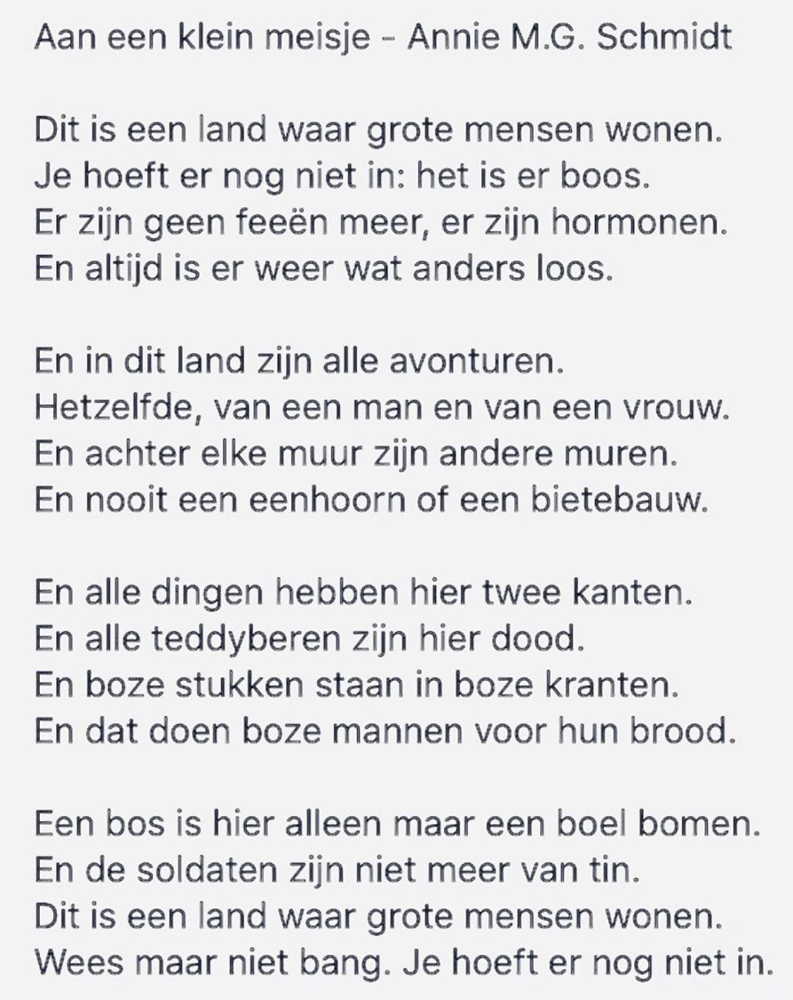 Aan een klein meisje - Annie M.G. Schmidt
Dit is een land waar grote mensen wonen.
Je hoeft er nog niet in: het is er boos.
Er zijn geen feeën meer, er zijn hormonen.
En altijd is er weer wat anders loos.
En in dit land zijn alle avonturen.
Hetzelfde, van een man en van een vrouw.
En achter elke muur zijn andere muren.
En nooit een eenhoorn of een bietebauw.
En alle dingen hebben hier twee kanten.
En alle teddyberen zijn hier dood.
En boze stukken staan in boze kranten.
En dat doen boze mannen voor hun brood.
Een bos is hier alleen maar een boel bomen.
En de soldaten zijn niet meer van tin.
Dit is een land waar grote mensen wonen.
Wees maar niet bang. Je hoeft er nog niet in.